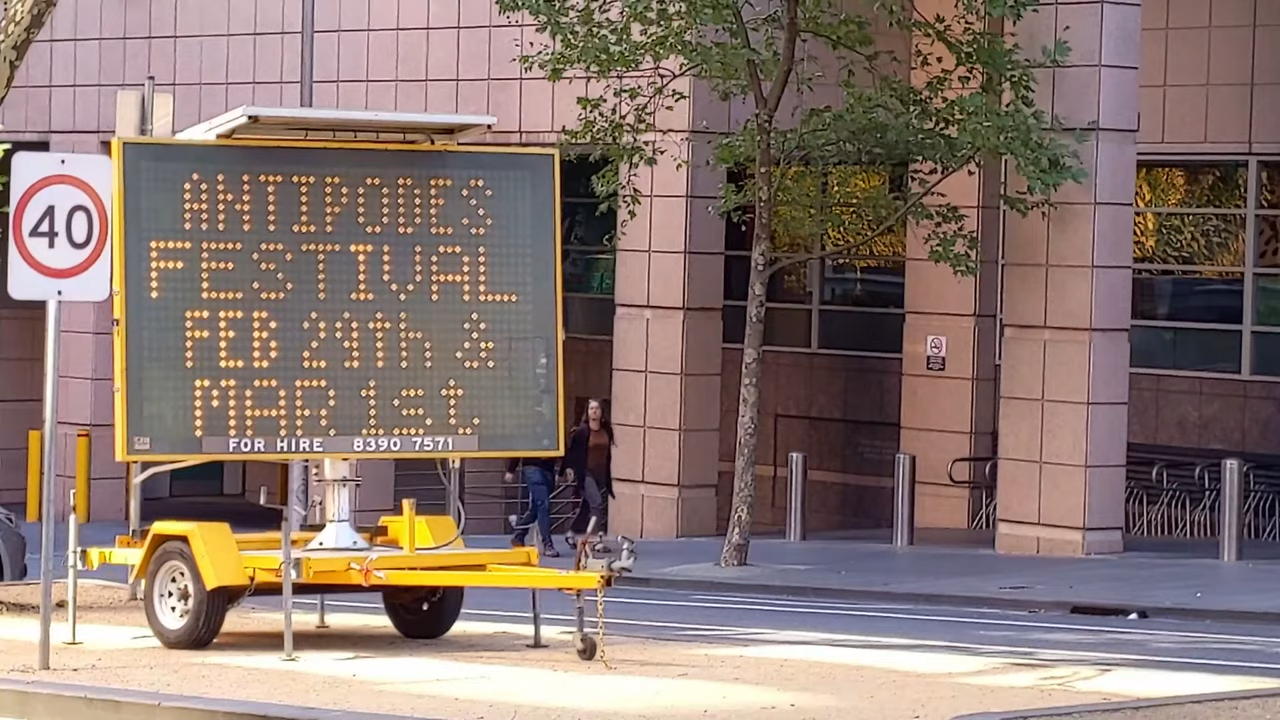 40
ANTIPODES
FESTIVAL
FEB 29th &
MAR 1st
FOR HIRE 8390 7571